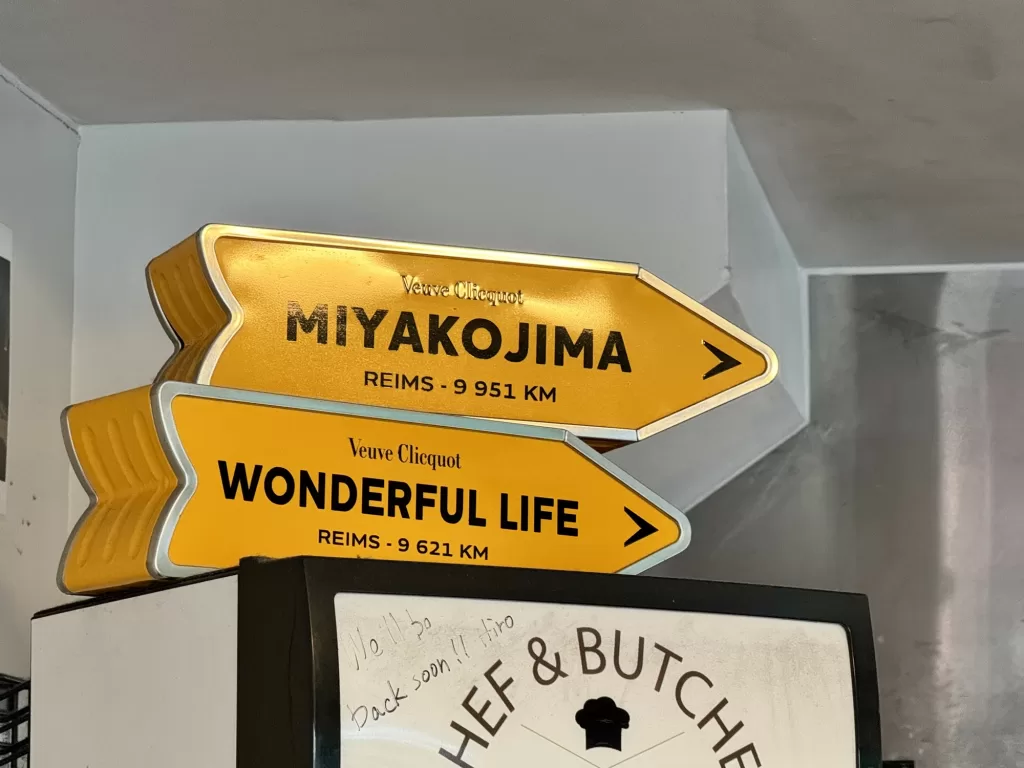 Veuve Clicquot
MIYAKOJIMA
REIMS - 9 951 KM
Veuve Clicquot
WONDERFUL LIFE
REIMS - 9 621 KM
We'll be
back soon!! Hiro
HEF & BUTCHE